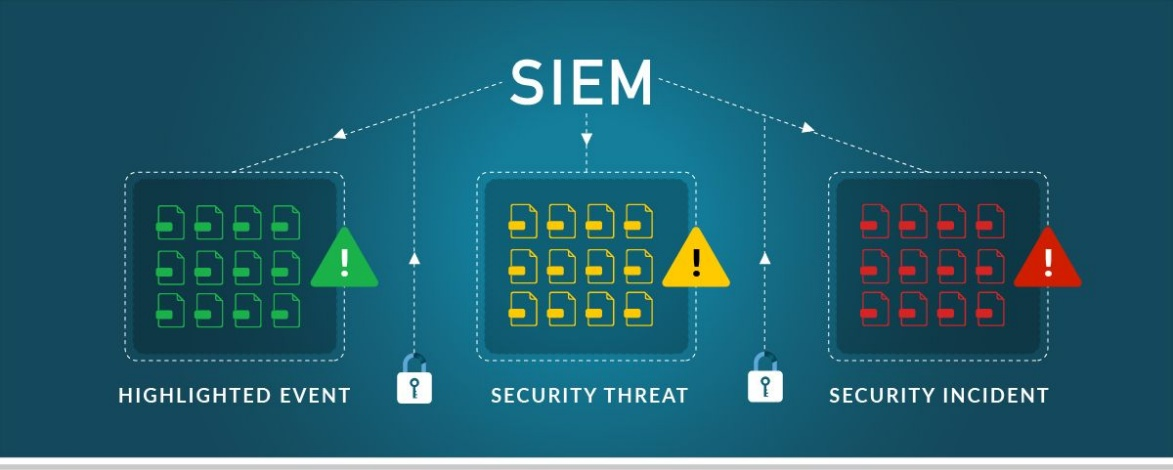 SIEM
HIGHLIGHTED EVENT
SECURITY THREAT
SECURITY INCIDENT